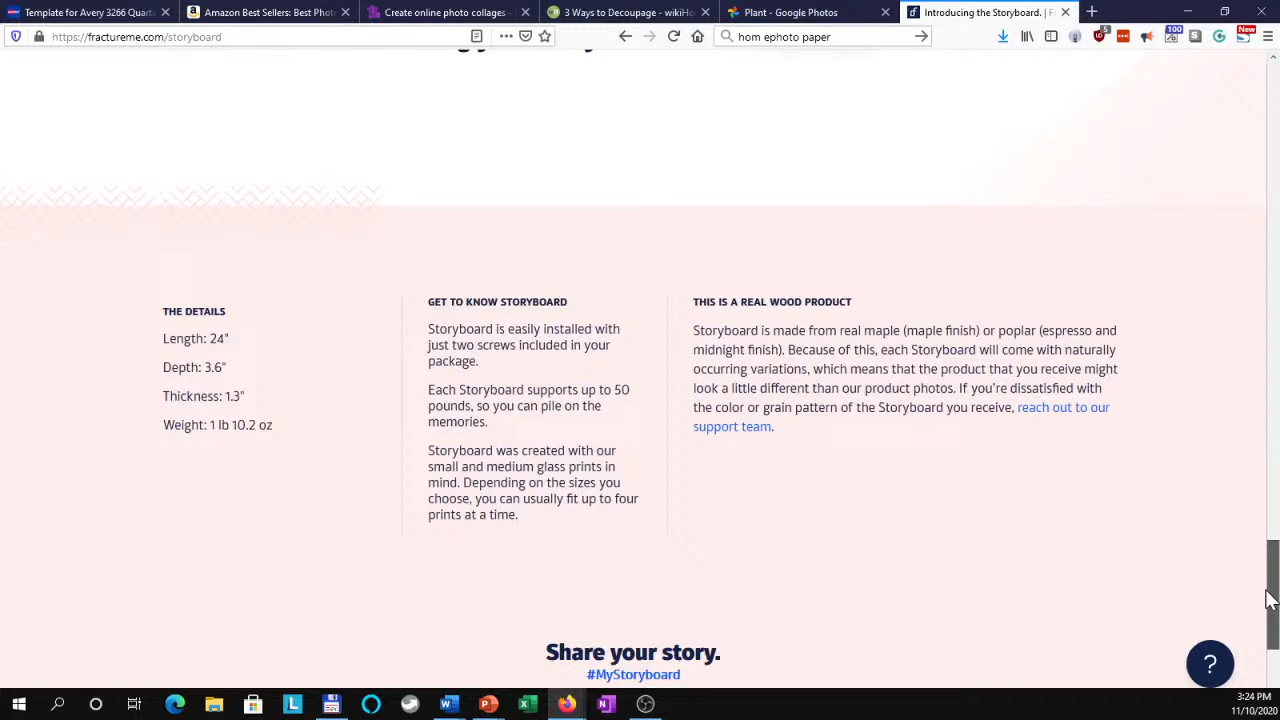 Template for Avery 3266 Quarte
Amazon Best Sellers: Best Phot
Create online photo collages -
3 Ways to Decoupage - wikiHo
Plant - Google Photos
Introducing the Storyboard. | F
https://fractureme.com/storyboard
hom ephoto paper
5
100
New
THE DETAILS
Length: 24"
Depth: 3.6"
Thickness: 1.3"
Weight: 1 lb 10.2 oz
GET TO KNOW STORYBOARD
Storyboard is easily installed with
just two screws included in your
package.
Each Storyboard supports up to 50
pounds, so you can pile on the
memories.
Storyboard was created with our
small and medium glass prints in
mind. Depending on the sizes you
choose, you can usually fit up to four
prints at a time.
THIS IS A REAL WOOD PRODUCT
Storyboard is made from real maple (maple finish) or poplar (espresso and
midnight finish). Because of this, each Storyboard will come with naturally
occurring variations, which means that the product that you receive might
look a little different than our product photos. If you're dissatisfied with
the color or grain pattern of the Storyboard you receive, reach out to our
support team.
Share your story.
#MyStoryboard
?
3:24 PM
11/10/2020